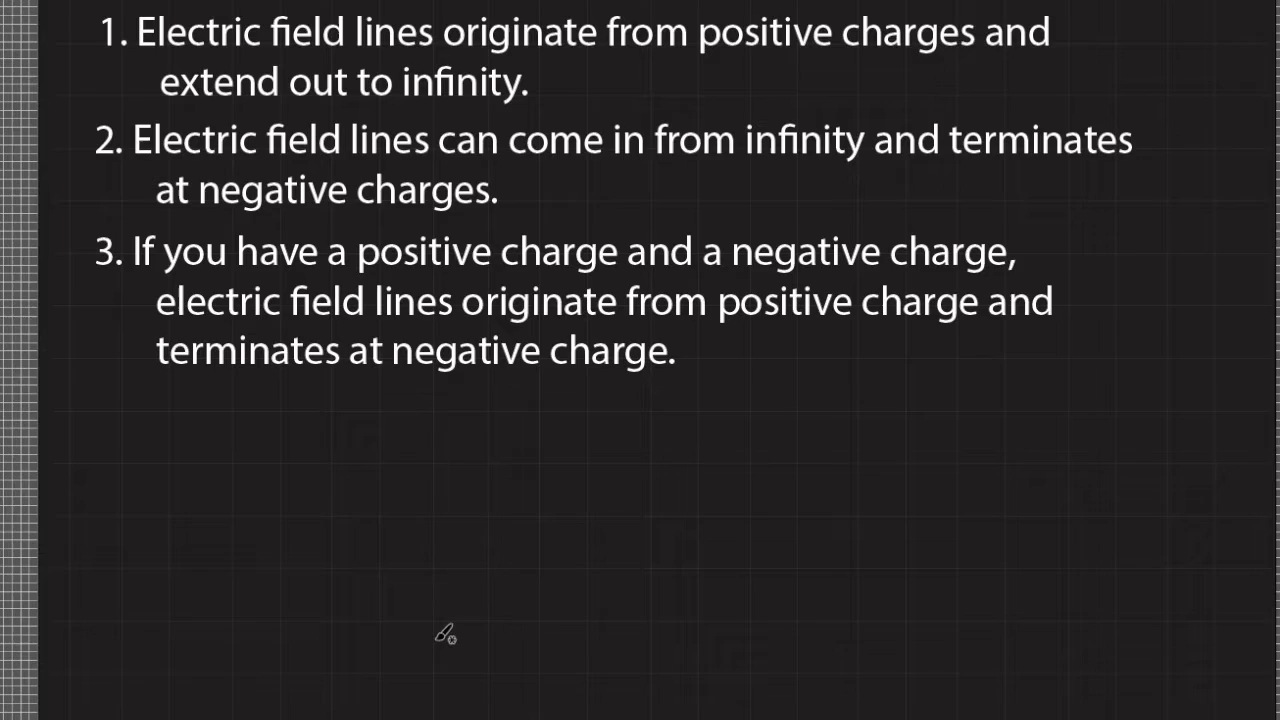 1. Electric field lines originate from positive charges and
extend out to infinity.
2. Electric field lines can come in from infinity and terminates
at negative charges.
3. If you have a positive charge and a negative charge,
electric field lines originate from positive charge and
terminates at negative charge.